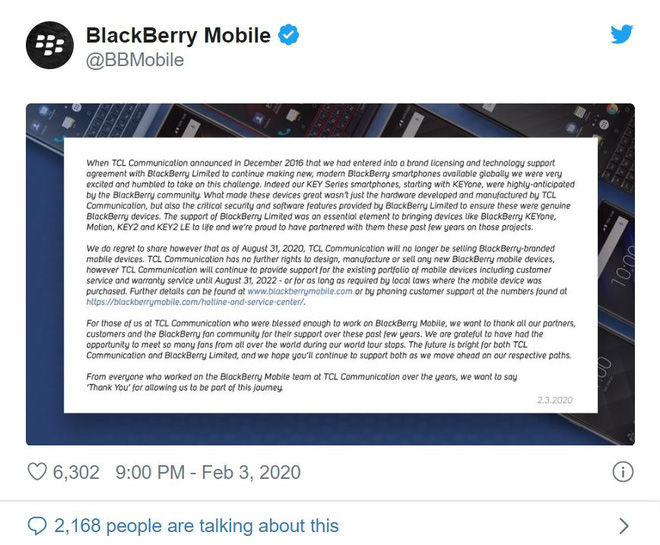 BlackBerry Mobile
@BBMobile
When TCL Communication announced in December 2016 that we had entered into a brand licensing and technology support
agreement with BlackBerry Limited to continue making new, modern BlackBerry smartphones available globally we were very
excited and humbled to take on this challenge. Indeed our KEY Series smartphones, starting with KEYone, were highly-anticipated
by the BlackBerry community. What made these devices great wasn't just the hardware developed and manufactured by TCL
Communication, but also the critical security and software features provided by BlackBerry Limited to ensure these were genuine
BlackBerry devices. The support of BlackBerry Limited was an essential element to bringing devices like BlackBerry KEYone,
Motion, KEY2 and KEY2 LE to life and we're proud to have partnered with them these past few years on those projects.
We do regret to share however that as of August 31, 2020, TCL Communication will no longer be selling BlackBerry-branded
mobile devices. TCL Communication has no further rights to design, manufacture or sell any new BlackBerry mobile devices,
however TCL Communication will continue to provide support for the existing portfolio of mobile devices including customer
service and warranty service until August 31, 2022 - or for as long as required by local laws where the mobile device was
purchased. Further details can be found at www.blackberrymobile.com or by phoning customer support at the numbers found at
https://blackberrymobile.com/hotline-and-service-center/.
For those of us at TCL Communication who were blessed enough to work on BlackBerry Mobile, we want to thank all our partners,
customers and the BlackBerry fan community for their support over these past few years. We are grateful to have had the
opportunity to meet so many fans from all over the world during our world tour stops. The future is bright for both TCL
Communication and BlackBerry Limited, and we hope you'll continue to support both as we move ahead on our respective paths.
From everyone who worked on the BlackBerry Mobile team at TCL Communication over the years, we want to say
'Thank You' for allowing us to be part of this journey.
2.3.2020
6,302 9:00 PM - Feb 3, 2020
2,168 people are talking about this